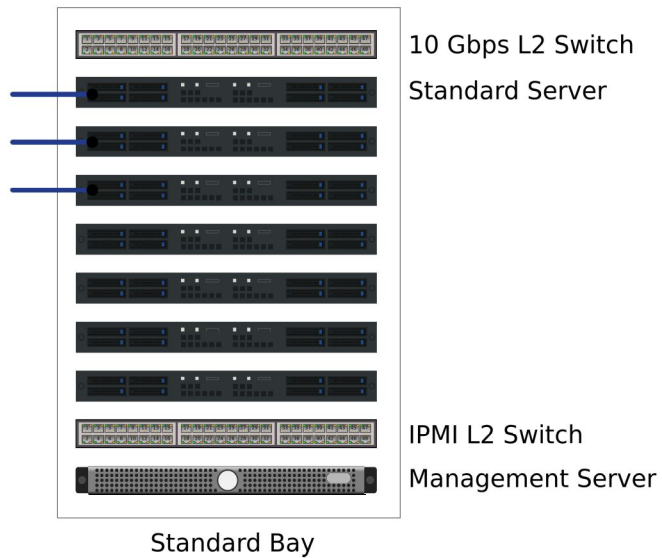 10 Gbps L2 Switch
Standard Server
IPMI L2 Switch
Management Server
Standard Bay